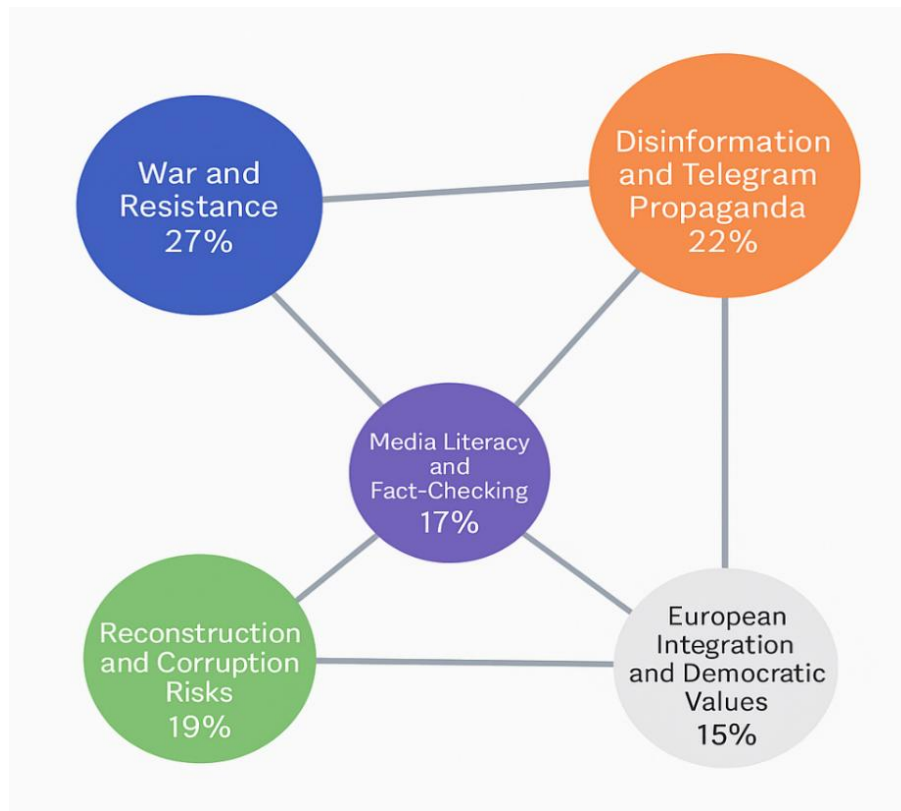 War and
Resistance
27%
Disinformation
and Telegram
Propaganda
22%
Media Literacy
and
Fact-Checking
17%
Reconstruction
and Corruption
Risks
19%
European
Integration
and Democratic
Values
15%